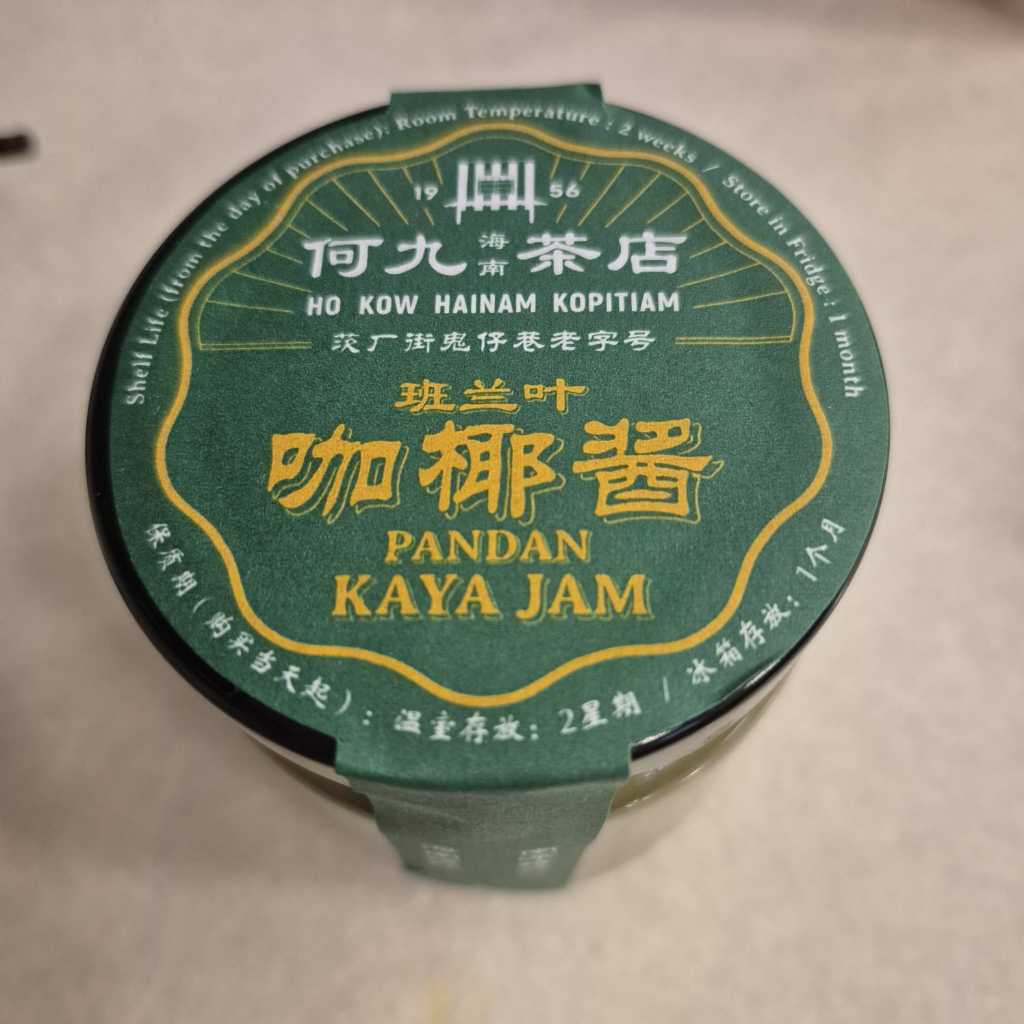 Shelf Life (from the day of purchase): Room Temperature : 2 weeks / Store in Fridge : 1 month
19 56
何九海南茶店
HO KOW HAINAM KOPITIAM
茨厂街鬼仔巷老字号
班兰叶
咖椰酱
PANDAN
KAYA JAM
保质期（购买当天起）：温室存放：2星期 / 冰箱存放：1个月